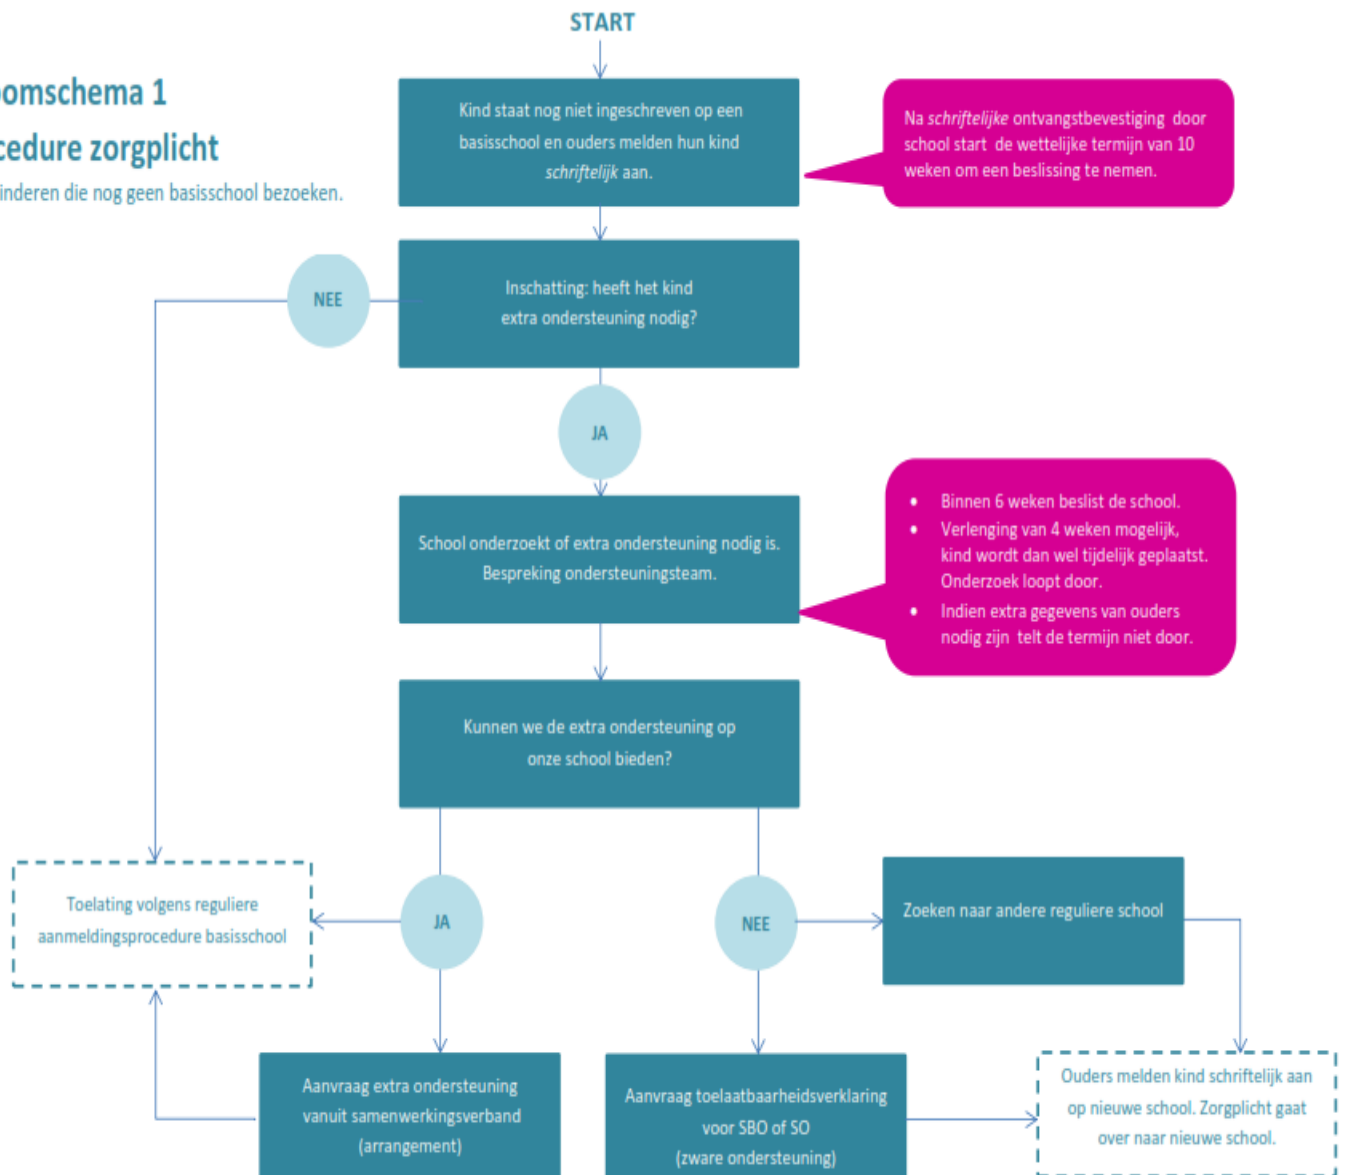 START
omschema 1
cedure zorgplicht
inderen die nog geen basisschool bezoeken.
Kind staat nog niet ingeschreven op een
basisschool en ouders melden hun kind
schriftelijk aan.
Na schriftelijke ontvangstbevestiging door
school start de wettelijke termijn van 10
weken om een beslissing te nemen.
NEE
Inschatting: heeft het kind
extra ondersteuning nodig?
JA
School onderzoekt of extra ondersteuning nodig is.
Bespreking ondersteuningsteam.
• Binnen 6 weken beslist de school.
• Verlenging van 4 weken mogelijk,
kind wordt dan wel tijdelijk geplaatst.
Onderzoek loopt door.
• Indien extra gegevens van ouders
nodig zijn telt de termijn niet door.
Kunnen we de extra ondersteuning op
onze school bieden?
Toelating volgens reguliere
aanmeldingsprocedure basisschool
JA
NEE
Zoeken naar andere reguliere school
Aanvraag extra ondersteuning
vanuit samenwerkingsverband
(arrangement)
Aanvraag toelaatbaarheidsverklaring
voor SBO of SO
(zware ondersteuning)
Ouders melden kind schriftelijk aan
op nieuwe school. Zorgplicht gaat
over naar nieuwe school.